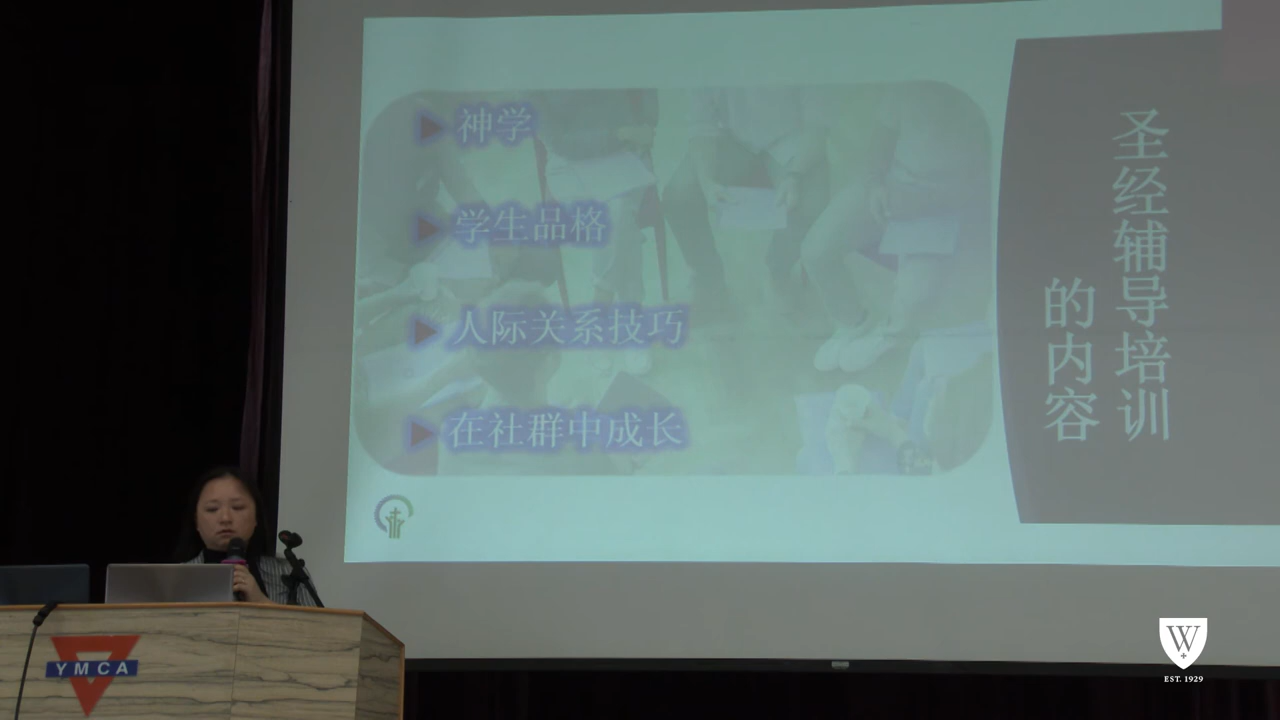 圣经辅导培训
的内容
神学
学生品格
人际关系技巧
在社群中成长
YMCA
W
EST. 1929